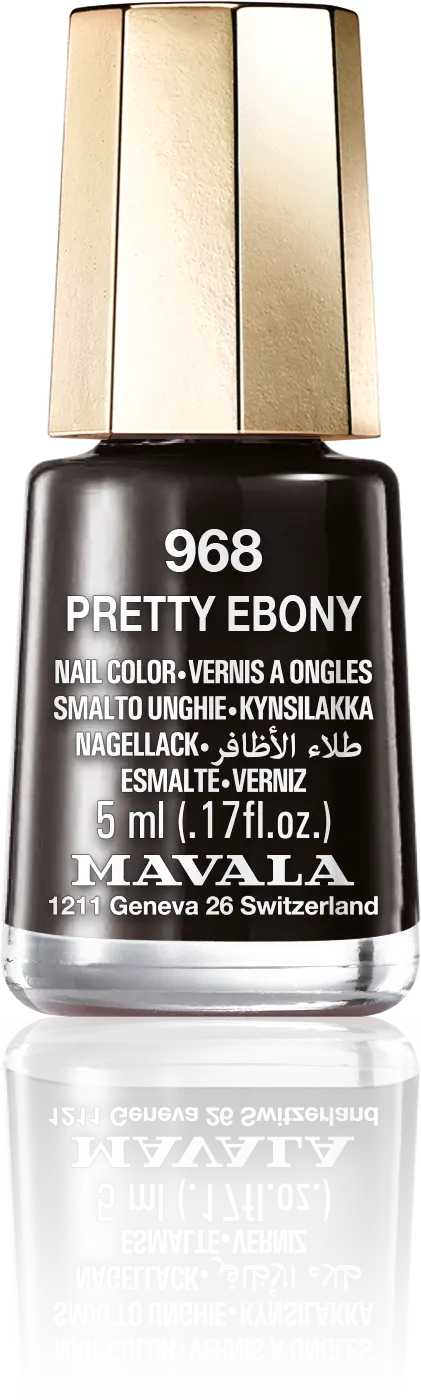 968
PRETTY EBONY
NAIL COLOR•VERNIS A ONGLES
SMALTO UNGHIE•KYNSILAKKA
NAGELLACK•طلاء الأظافر
ESMALTE•VERNIZ
5 ml (.17fl.oz.)
MAVALA
1211 Geneva 26 Switzerland